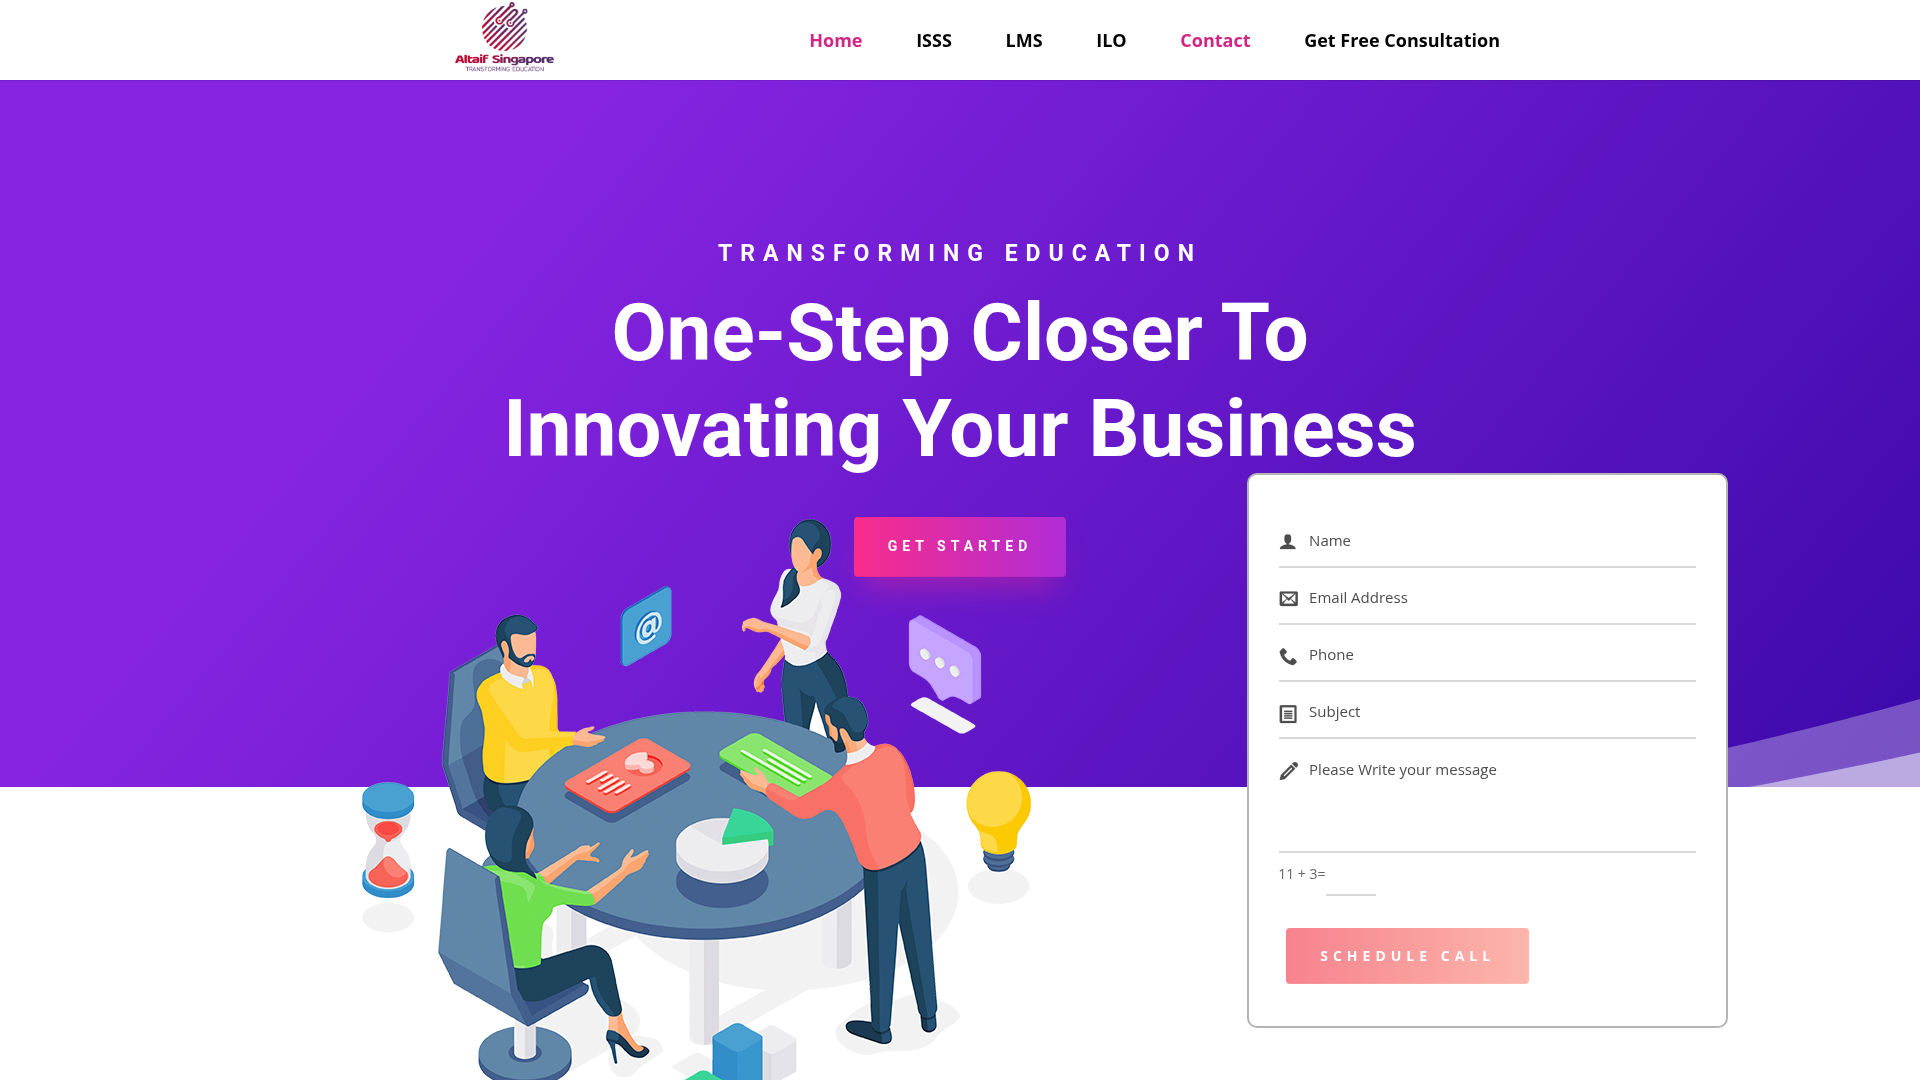 Altaif Singapore
TRANSFORMING EDUCATION
Home
ISSS
LMS
ILO
Contact
Get Free Consultation
TRANSFORMING EDUCATION
One-Step Closer To
Innovating Your Business
GET STARTED
@
Name
Email Address
Phone
Subject
Please Write your message
11 + 3=
SCHEDULE CALL